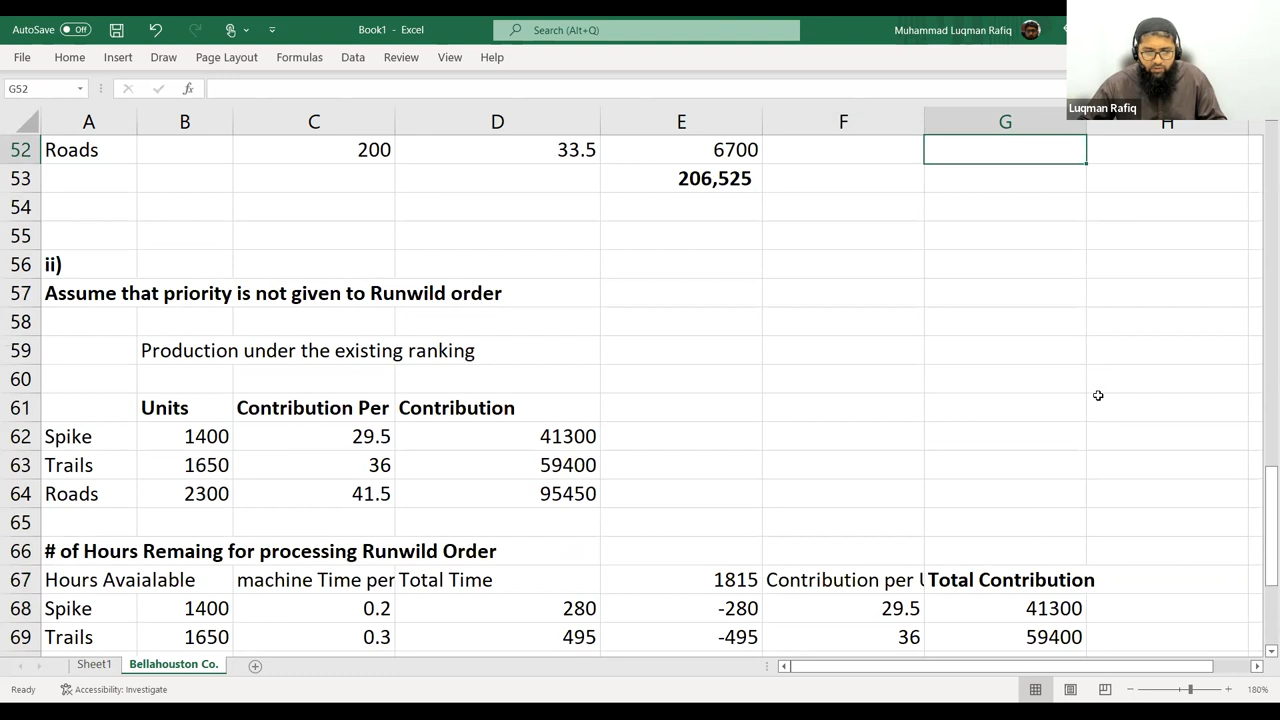 AutoSave Off Book1 - Excel Search (Alt+Q) Muhammad Luqman Rafiq
File Home Insert Draw Page Layout Formulas Data Review View Help
G52 fx
Luqman Rafiq
A B C D E F G H
52 Roads 200 33.5 6700
53 206,525
54
55
56 ii)
57 Assume that priority is not given to Runwild order
58
59 Production under the existing ranking
60
61 Units Contribution Per Contribution
62 Spike 1400 29.5 41300
63 Trails 1650 36 59400
64 Roads 2300 41.5 95450
65
66 # of Hours Remaing for processing Runwild Order
67 Hours Avaialable machine Time per Total Time 1815 Contribution per U Total Contribution
68 Spike 1400 0.2 280 -280 29.5 41300
69 Trails 1650 0.3 495 -495 36 59400
Sheet1 Bellahouston Co.
Ready Accessibility: Investigate 180%